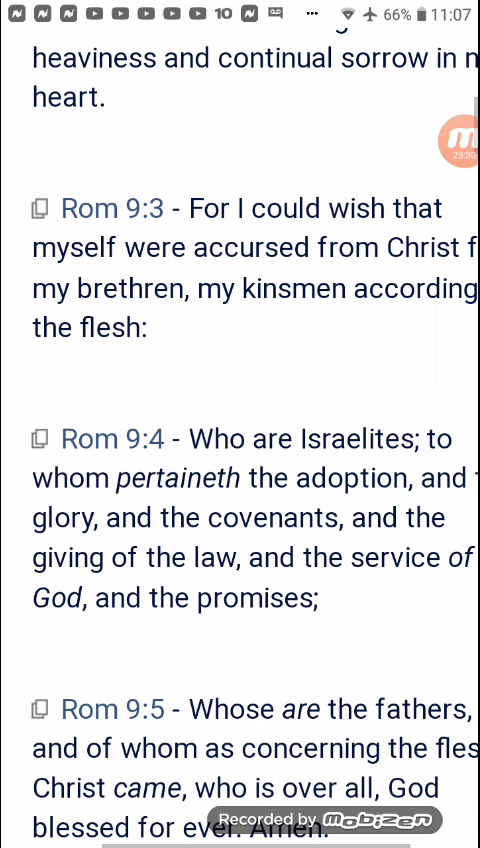 10 66% 11:07
heaviness and continual sorrow in m
heart.
23:30
Rom 9:3 - For I could wish that
myself were accursed from Christ f
my brethren, my kinsmen according
the flesh:
Rom 9:4 - Who are Israelites; to
whom pertaineth the adoption, and
glory, and the covenants, and the
giving of the law, and the service of
God, and the promises;
Rom 9:5 - Whose are the fathers,
and of whom as concerning the fles
Christ came, who is over all, God
blessed for ever. Amen.
Recorded by mobizen